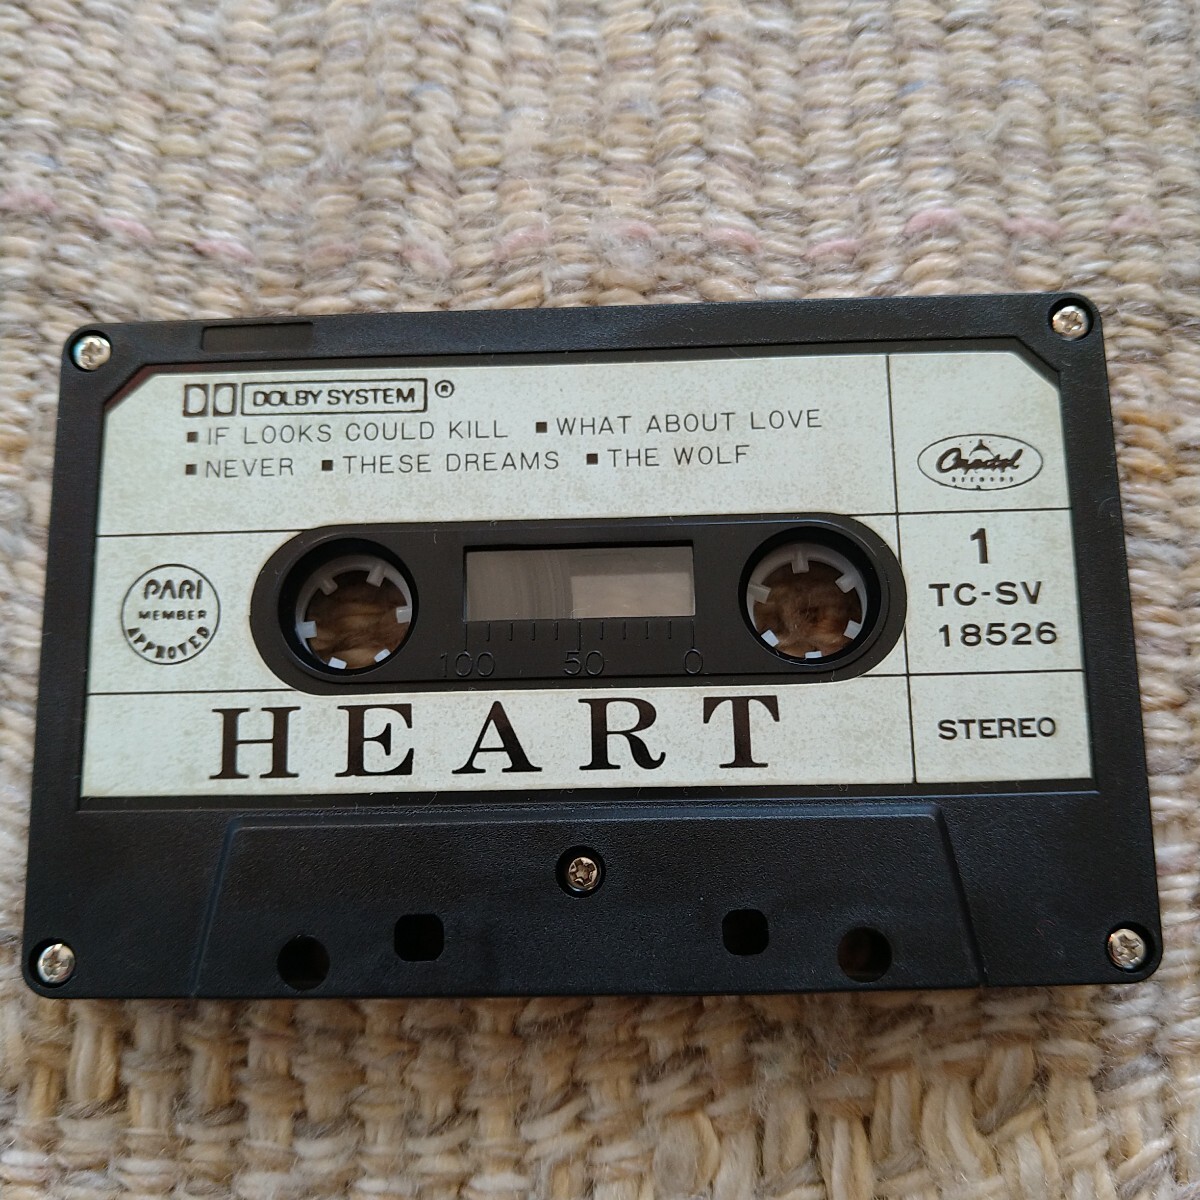 DOLBY SYSTEM ®
▪ IF LOOKS COULD KILL ▪ WHAT ABOUT LOVE
▪ NEVER ▪ THESE DREAMS ▪ THE WOLF
Capitol
RECORDS
PARI
MEMBER
APPROVED
1
TC-SV
18526
100 50 0
HEART
STEREO